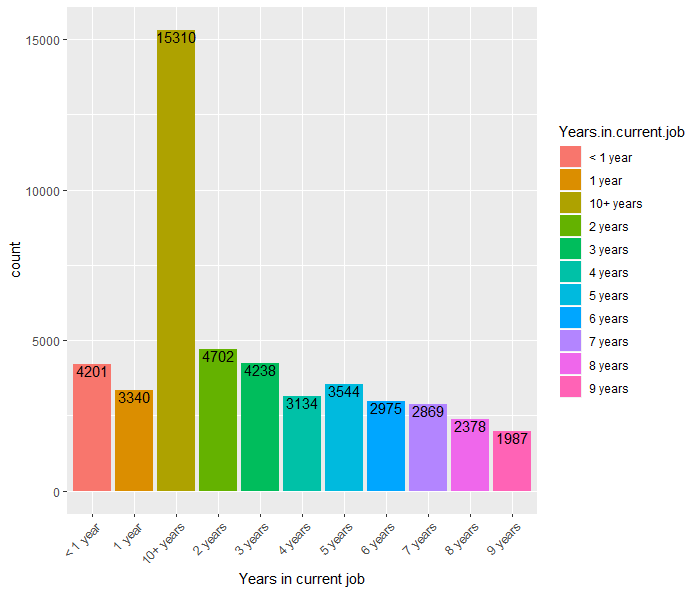 15000
10000
5000
0
count
4201
3340
15310
4702
4238
3134
3544
2975
2869
2378
1987
< 1 year
1 year
10+ years
2 years
3 years
4 years
5 years
6 years
7 years
8 years
9 years
Years in current job
Years.in.current.job
< 1 year
1 year
10+ years
2 years
3 years
4 years
5 years
6 years
7 years
8 years
9 years